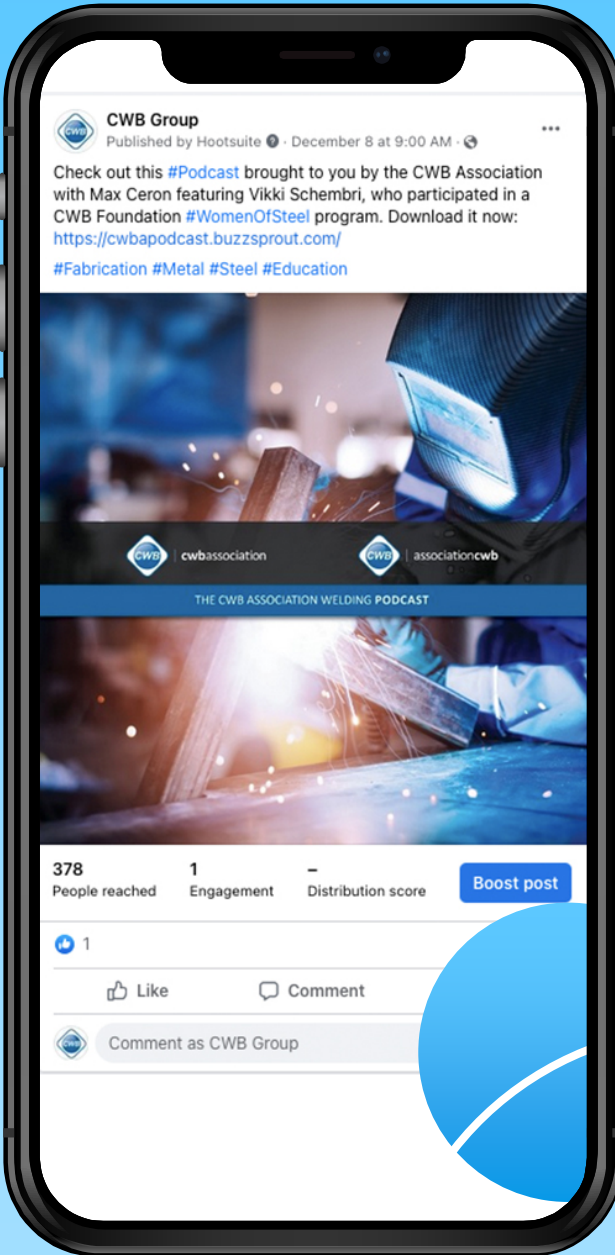 CWB Group
Published by Hootsuite · December 8 at 9:00 AM ·
Check out this #Podcast brought to you by the CWB Association
with Max Ceron featuring Vikki Schembri, who participated in a
CWB Foundation #WomenOfSteel program. Download it now:
https://cwbapodcast.buzzsprout.com/
#Fabrication #Metal #Steel #Education
CWB | cwbassociation CWB | associationcwb
THE CWB ASSOCIATION WELDING PODCAST
378 1 – Boost post
People reached Engagement Distribution score
1
Like Comment
CWB Comment as CWB Group